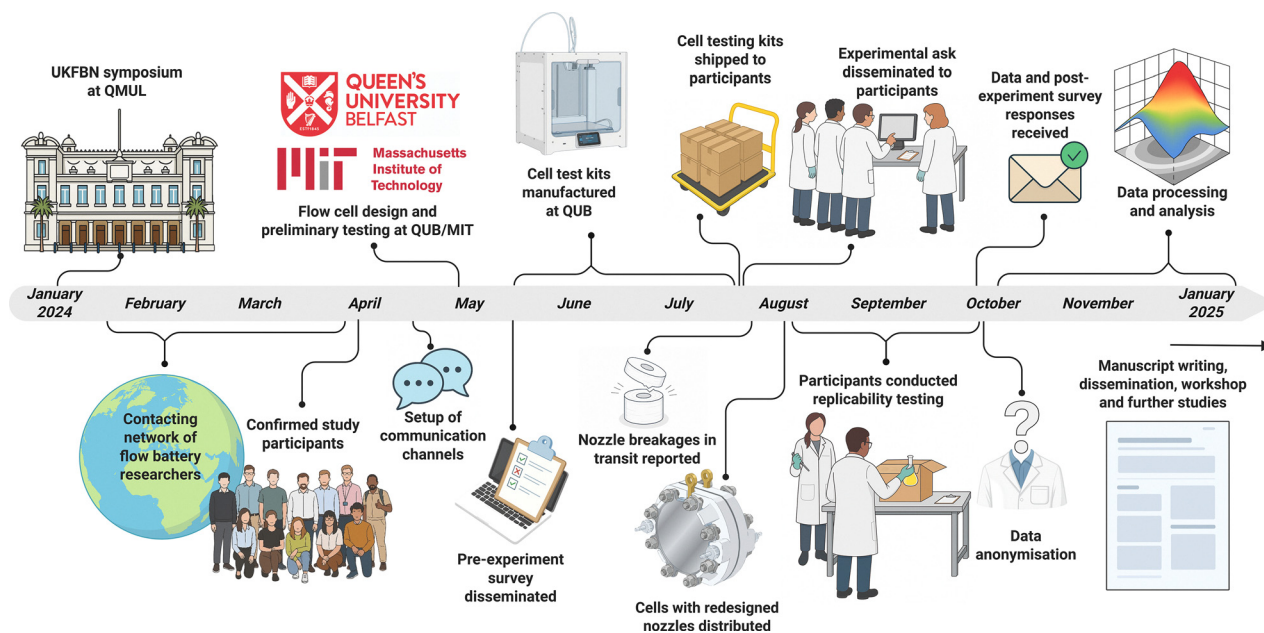 UKFBN symposium
at QMUL
QUEEN'S
UNIVERSITY
BELFAST
ESTD1845
MIT
Massachusetts
Institute of
Technology
Flow cell design and
preliminary testing at QUB/MIT
Cell test kits
manufactured
at QUB
Cell testing kits
shipped to
participants
Experimental ask
disseminated to
participants
Data and post-
experiment survey
responses
received
Data processing
and analysis
January
2024
February
March
April
May
June
July
August
September
October
November
January
2025
Contacting
network of
flow battery
researchers
Confirmed study
participants
Setup of
communication
channels
Pre-experiment
survey
disseminated
Nozzle breakages in
transit reported
Cells with redesigned
nozzles distributed
Participants conducted
replicability testing
?
Data
anonymisation
Manuscript writing,
dissemination, workshop
and further studies